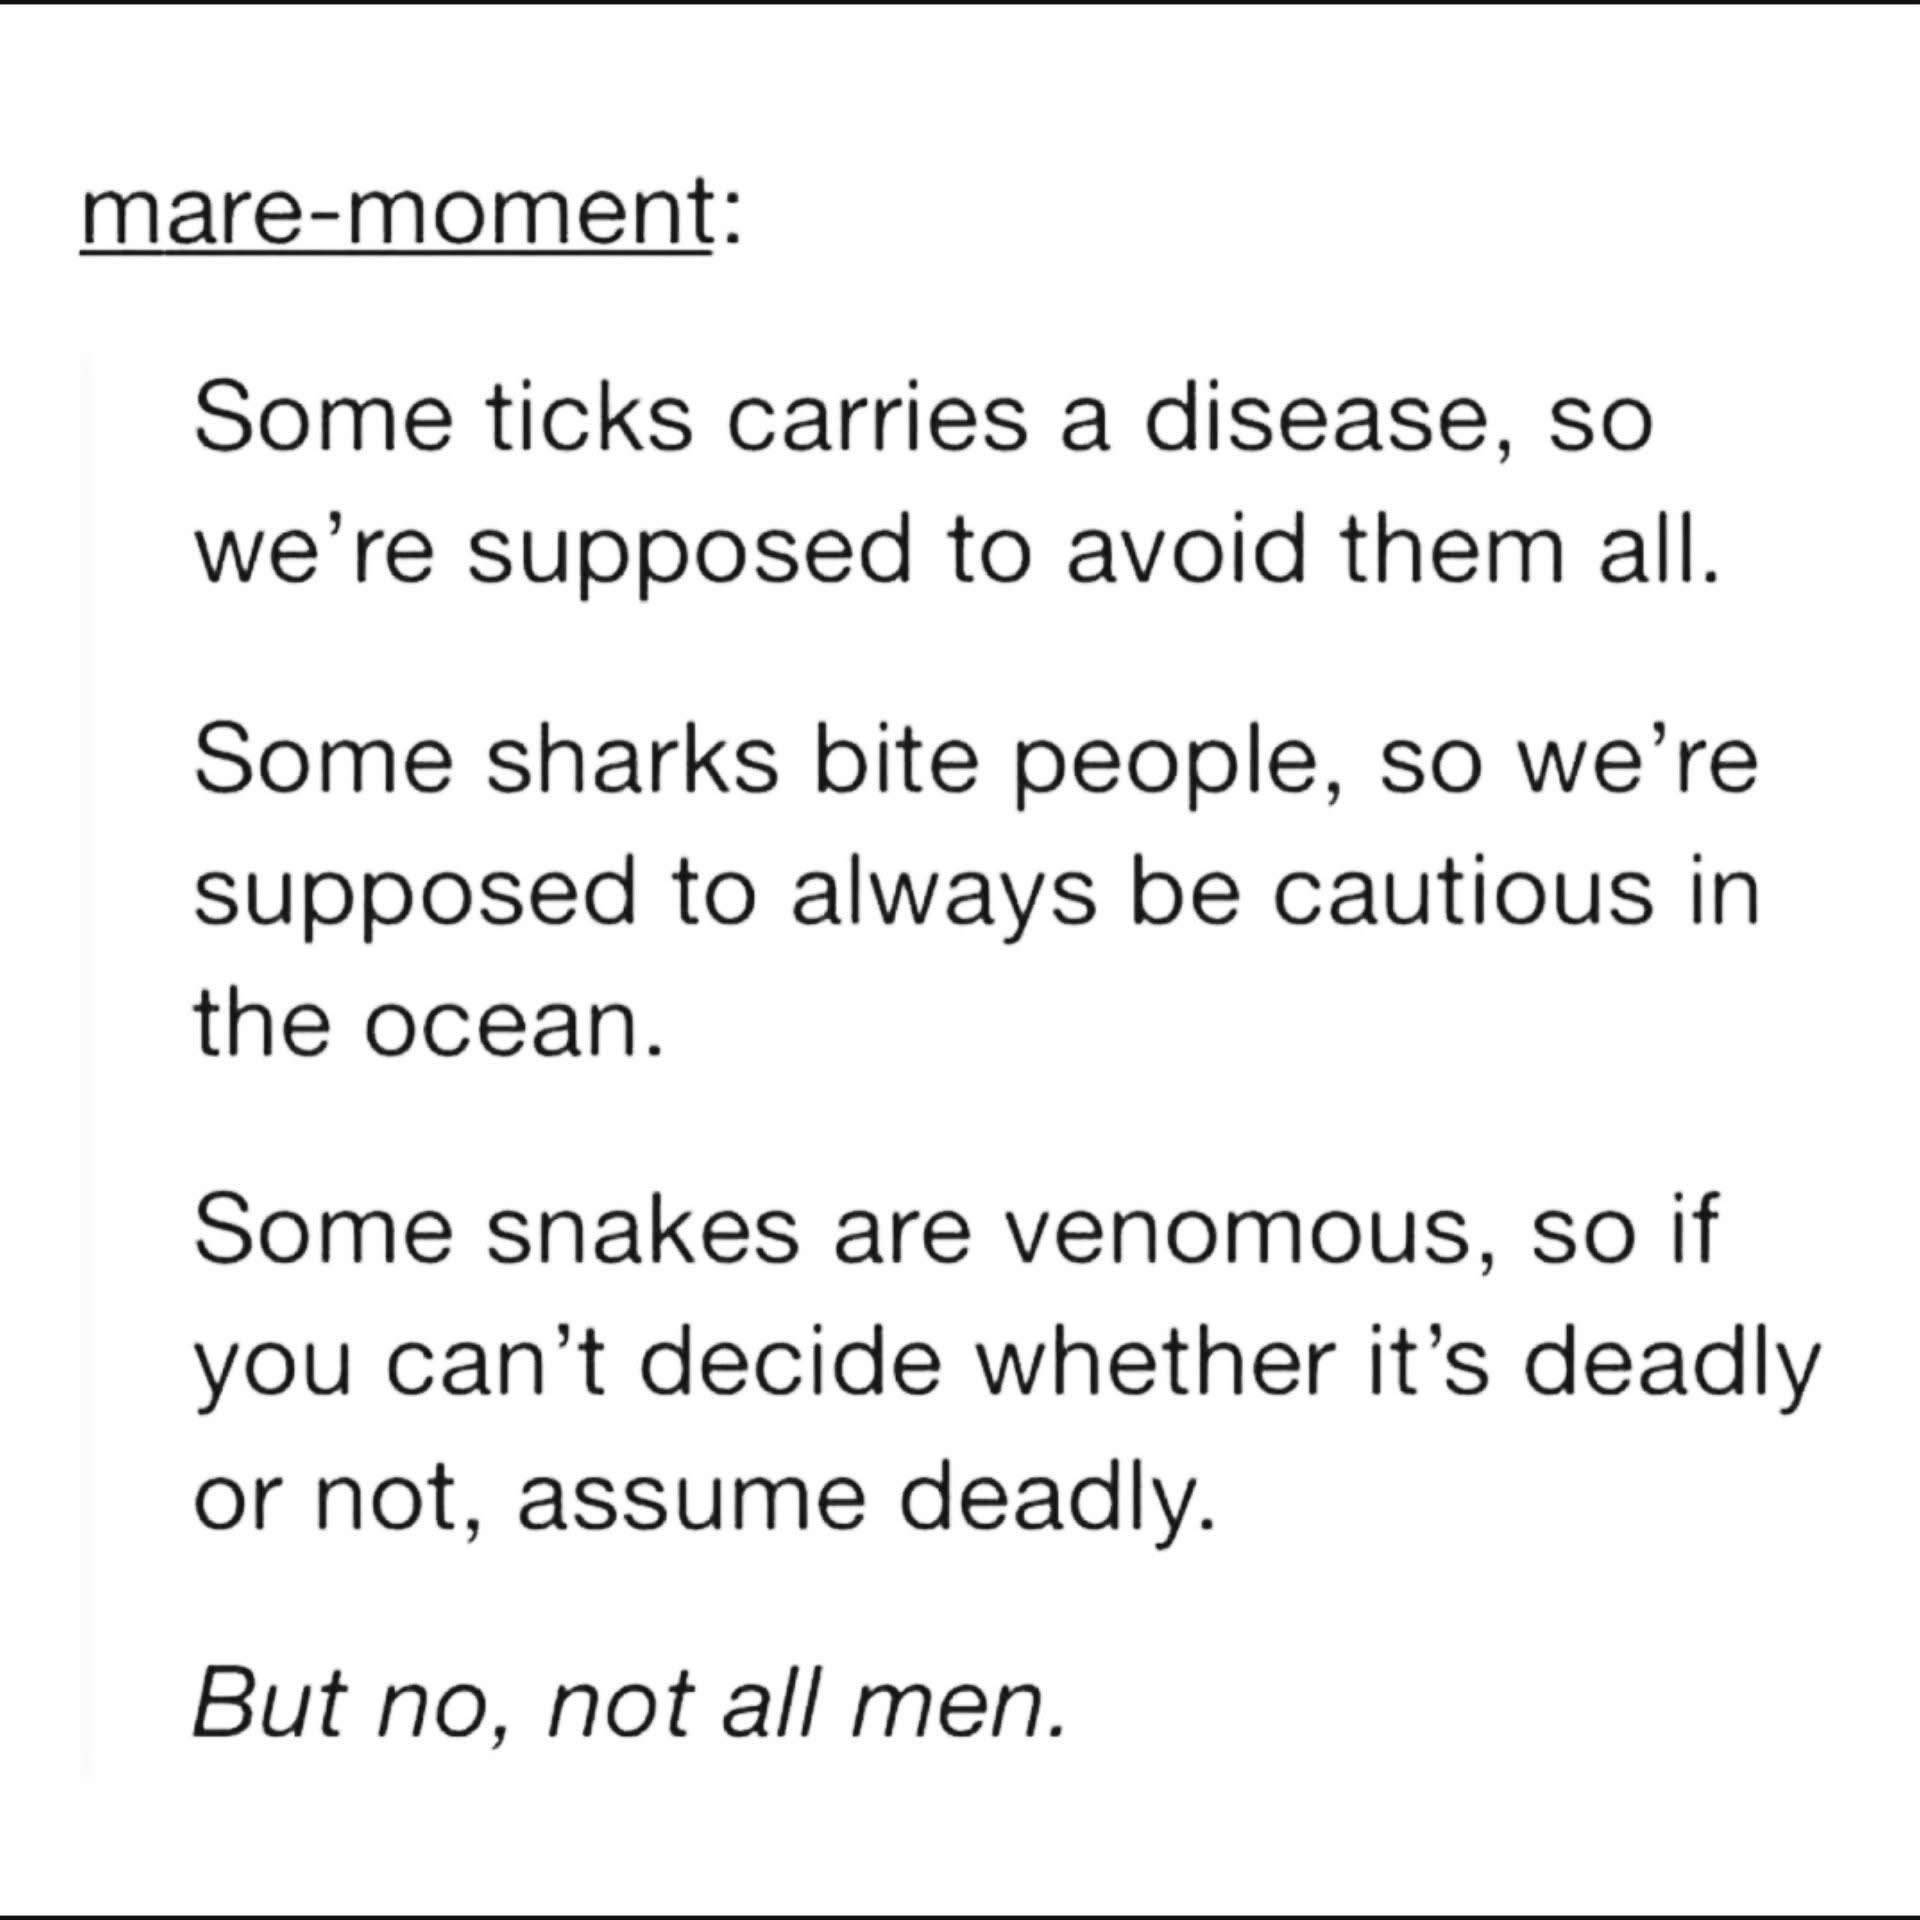 mare-moment:
Some ticks carries a disease, so
we’re supposed to avoid them all.
Some sharks bite people, so we’re
supposed to always be cautious in
the ocean.
Some snakes are venomous, so if
you can’t decide whether it’s deadly
or not, assume deadly.
But no, not all men.